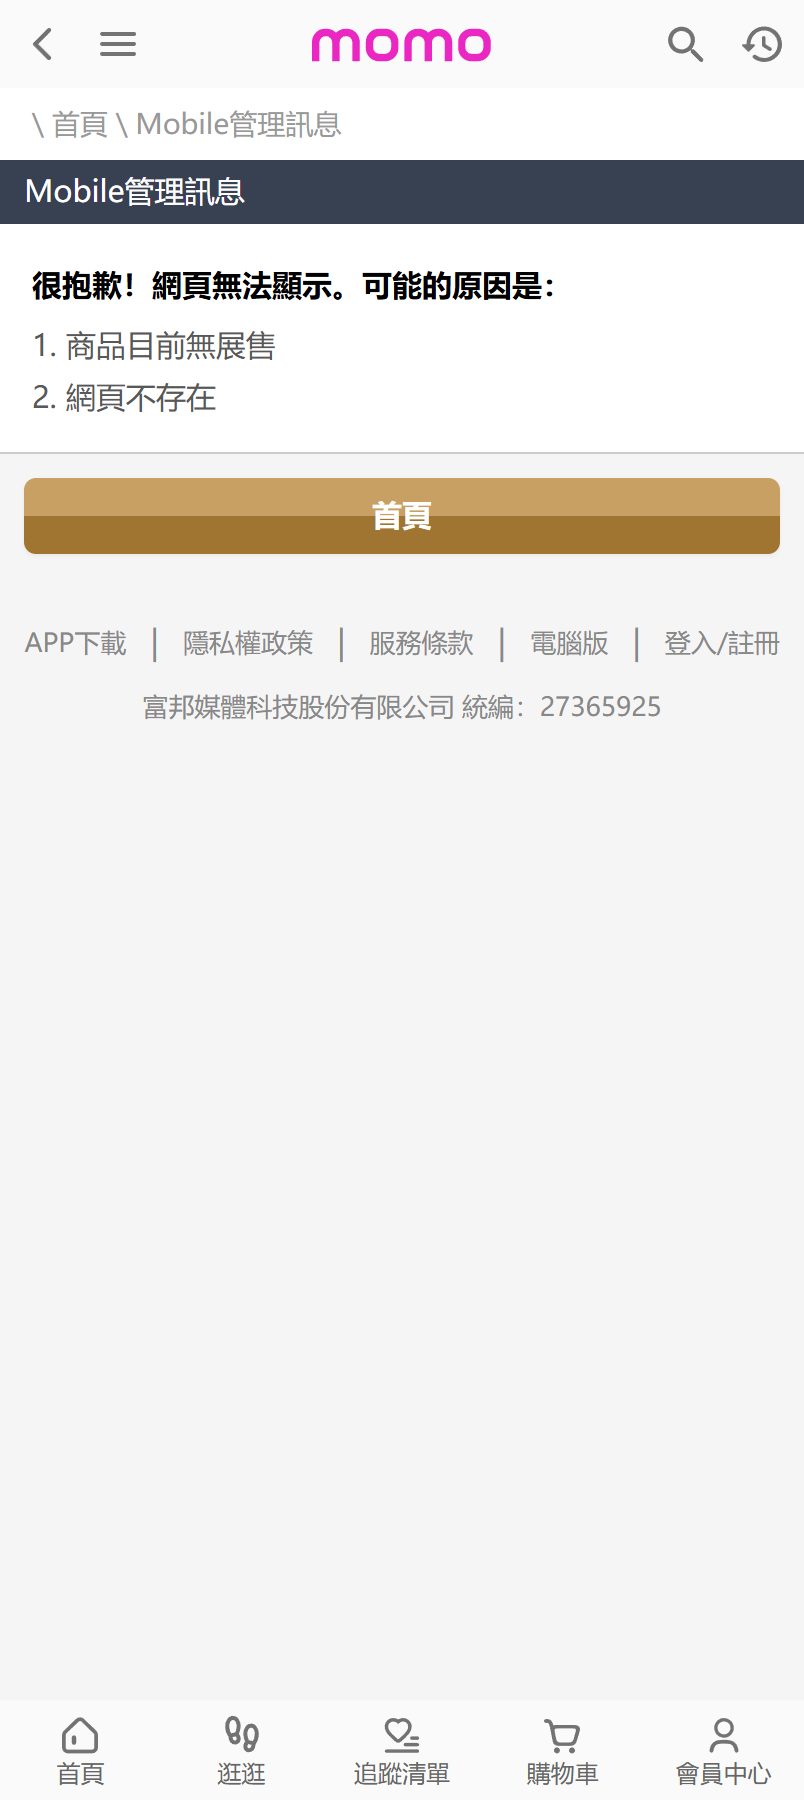 momo
\ 首頁 \ Mobile管理訊息
Mobile管理訊息
很抱歉！網頁無法顯示。可能的原因是：
1. 商品目前無展售
2. 網頁不存在
首頁
APP下載 | 隱私權政策 | 服務條款 | 電腦版 | 登入/註冊
富邦媒體科技股份有限公司 統編：27365925
首頁 逛逛 追蹤清單 購物車 會員中心